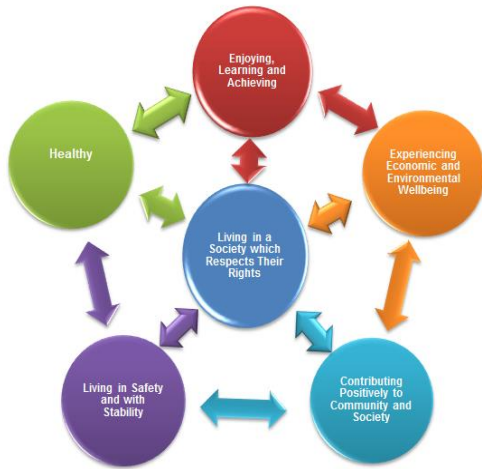 Enjoying,
Learning and
Achieving
Healthy
Experiencing
Economic and
Environmental
Wellbeing
Living in a
Society which
Respects Their
Rights
Living in Safety
and with
Stability
Contributing
Positively to
Community and
Society